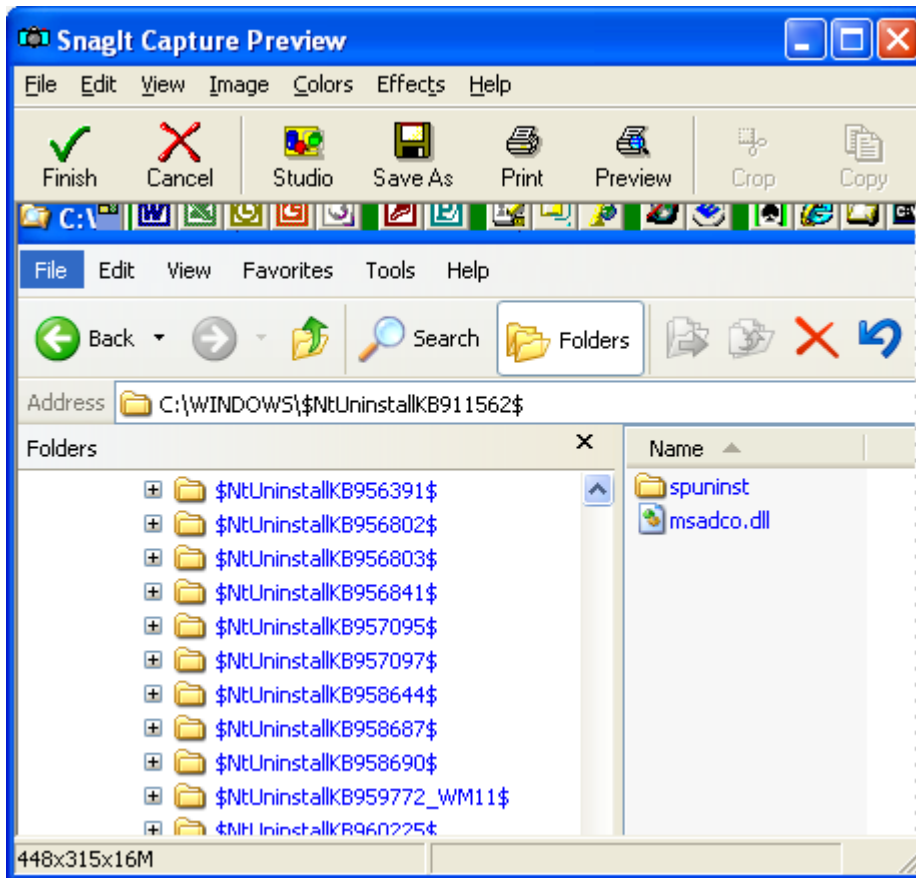 SnagIt Capture Preview
File Edit View Image Colors Effects Help
Finish Cancel Studio Save As Print Preview Crop Copy
C:\
File Edit View Favorites Tools Help
Back Search Folders
Address C:\WINDOWS\$NtUninstallKB911562$
Folders x Name
$NtUninstallKB956391$ spuninst
$NtUninstallKB956802$ msadco.dll
$NtUninstallKB956803$
$NtUninstallKB956841$
$NtUninstallKB957095$
$NtUninstallKB957097$
$NtUninstallKB958644$
$NtUninstallKB958687$
$NtUninstallKB958690$
$NtUninstallKB959772_WM11$
$NtUninstallKB960225$
448x315x16M